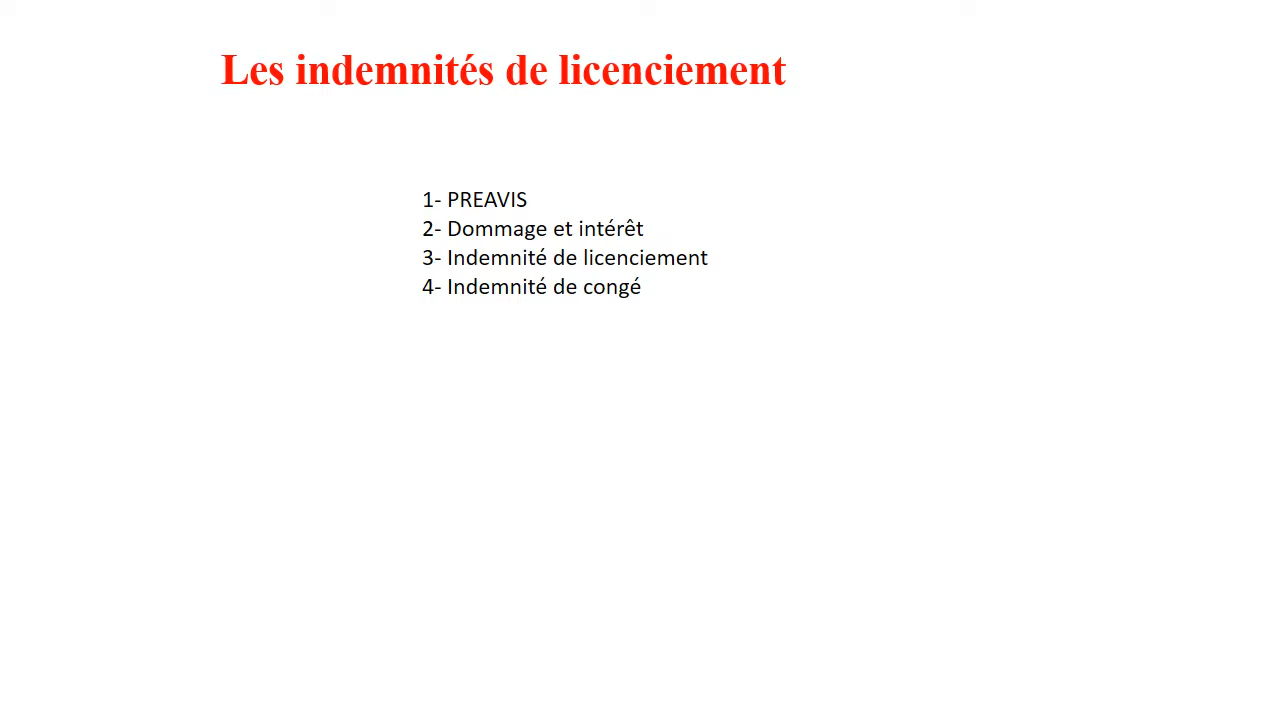 Les indemnités de licenciement
1- PREAVIS
2- Dommage et intérêt
3- Indemnité de licenciement
4- Indemnité de congé